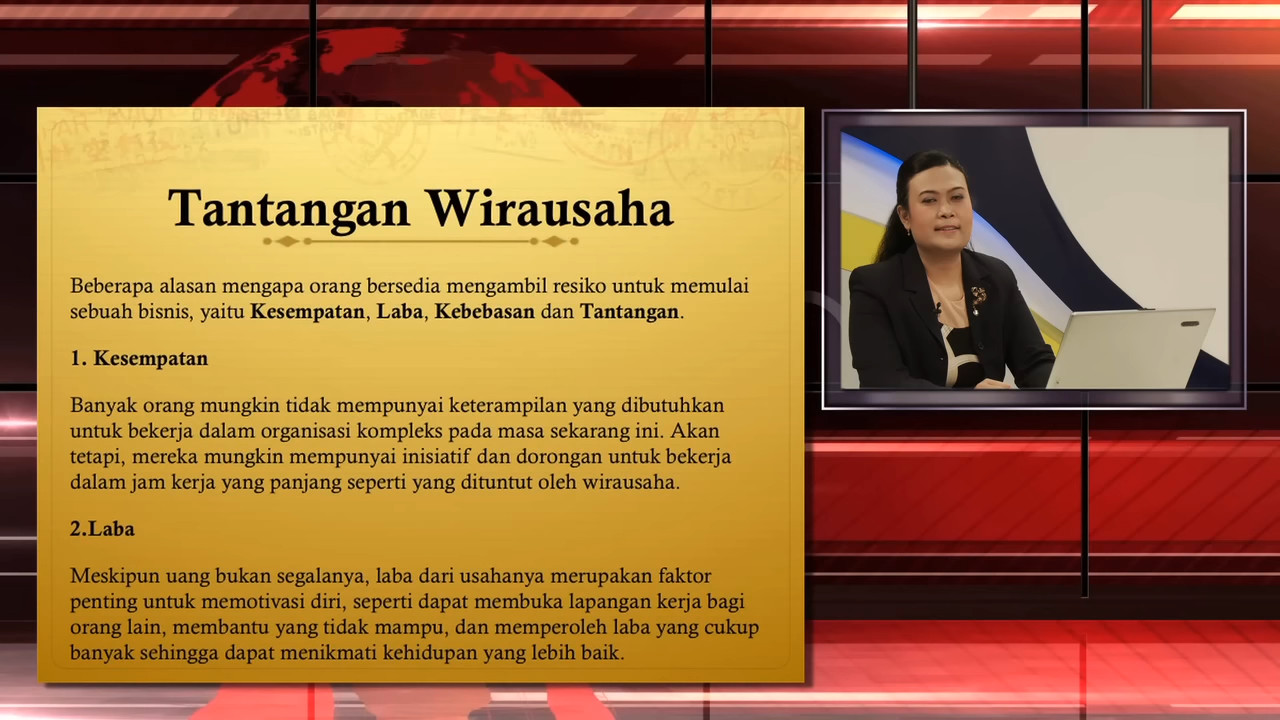 Tantangan Wirausaha
Beberapa alasan mengapa orang bersedia mengambil resiko untuk memulai
sebuah bisnis, yaitu Kesempatan, Laba, Kebebasan dan Tantangan.
1. Kesempatan
Banyak orang mungkin tidak mempunyai keterampilan yang dibutuhkan
untuk bekerja dalam organisasi kompleks pada masa sekarang ini. Akan
tetapi, mereka mungkin mempunyai inisiatif dan dorongan untuk bekerja
dalam jam kerja yang panjang seperti yang dituntut oleh wirausaha.
2.Laba
Meskipun uang bukan segalanya, laba dari usahanya merupakan faktor
penting untuk memotivasi diri, seperti dapat membuka lapangan kerja bagi
orang lain, membantu yang tidak mampu, dan memperoleh laba yang cukup
banyak sehingga dapat menikmati kehidupan yang lebih baik.